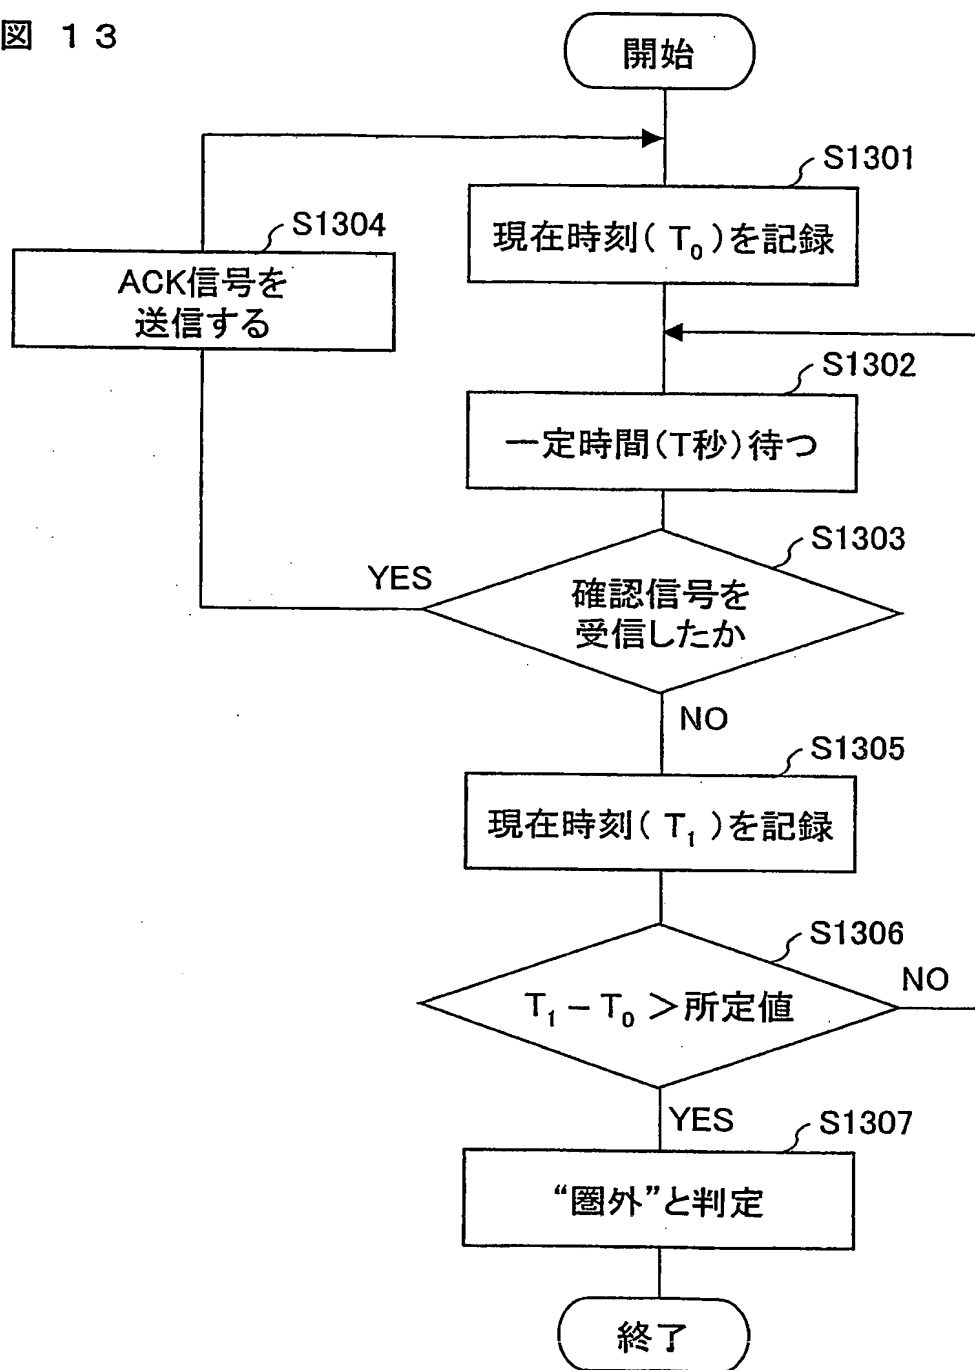 図 13
開始
S1301
現在時刻( T₀ )を記録
S1304
ACK信号を
送信する
S1302
一定時間(T秒)待つ
S1303
YES
確認信号を
受信したか
NO
S1305
現在時刻( T₁ )を記録
S1306
NO
T₁ − T₀ >所定値
YES
S1307
“圏外”と判定
終了